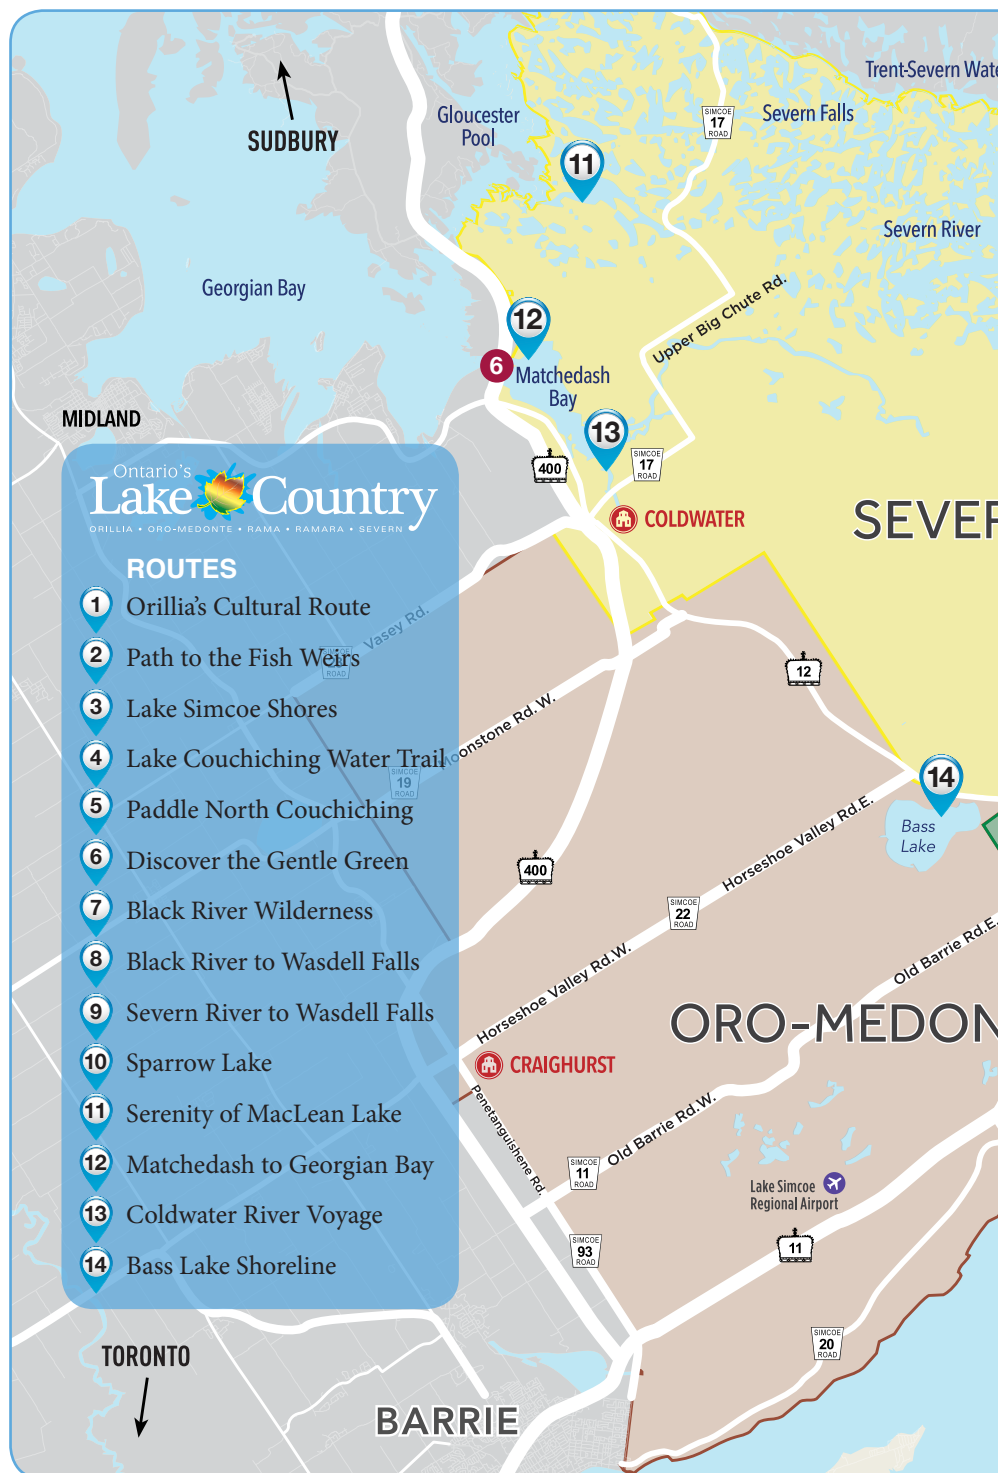 Trent-Severn Wate
SIMCOE
17
ROAD
Severn Falls
Gloucester
Pool
SUDBURY
11
Severn River
Georgian Bay
Upper Big Chute Rd.
12
6
Matchedash
Bay
MIDLAND
13
SIMCOE
17
ROAD
400
COLDWATER
SEVER
Ontario's
Lake Country
ORILLIA • ORO-MEDONTE • RAMA • RAMARA • SEVERN
ROUTES
1 Orillia's Cultural Route
2 Path to the Fish Weirs
3 Lake Simcoe Shores
4 Lake Couchiching Water Trail
5 Paddle North Couchiching
6 Discover the Gentle Green
7 Black River Wilderness
8 Black River to Wasdell Falls
9 Severn River to Wasdell Falls
10 Sparrow Lake
11 Serenity of MacLean Lake
12 Matchedash to Georgian Bay
13 Coldwater River Voyage
14 Bass Lake Shoreline
Vasey Rd.
SIMCOE
ROAD
Moonstone Rd. W.
SIMCOE
19
ROAD
12
14
Bass
Lake
Horseshoe Valley Rd.E.
400
SIMCOE
22
ROAD
Horseshoe Valley Rd.W.
Old Barrie Rd.E.
ORO-MEDON
CRAIGHURST
Penetanguishene Rd.
Old Barrie Rd.W.
SIMCOE
11
ROAD
Lake Simcoe
Regional Airport
SIMCOE
93
ROAD
11
SIMCOE
20
ROAD
TORONTO
BARRIE